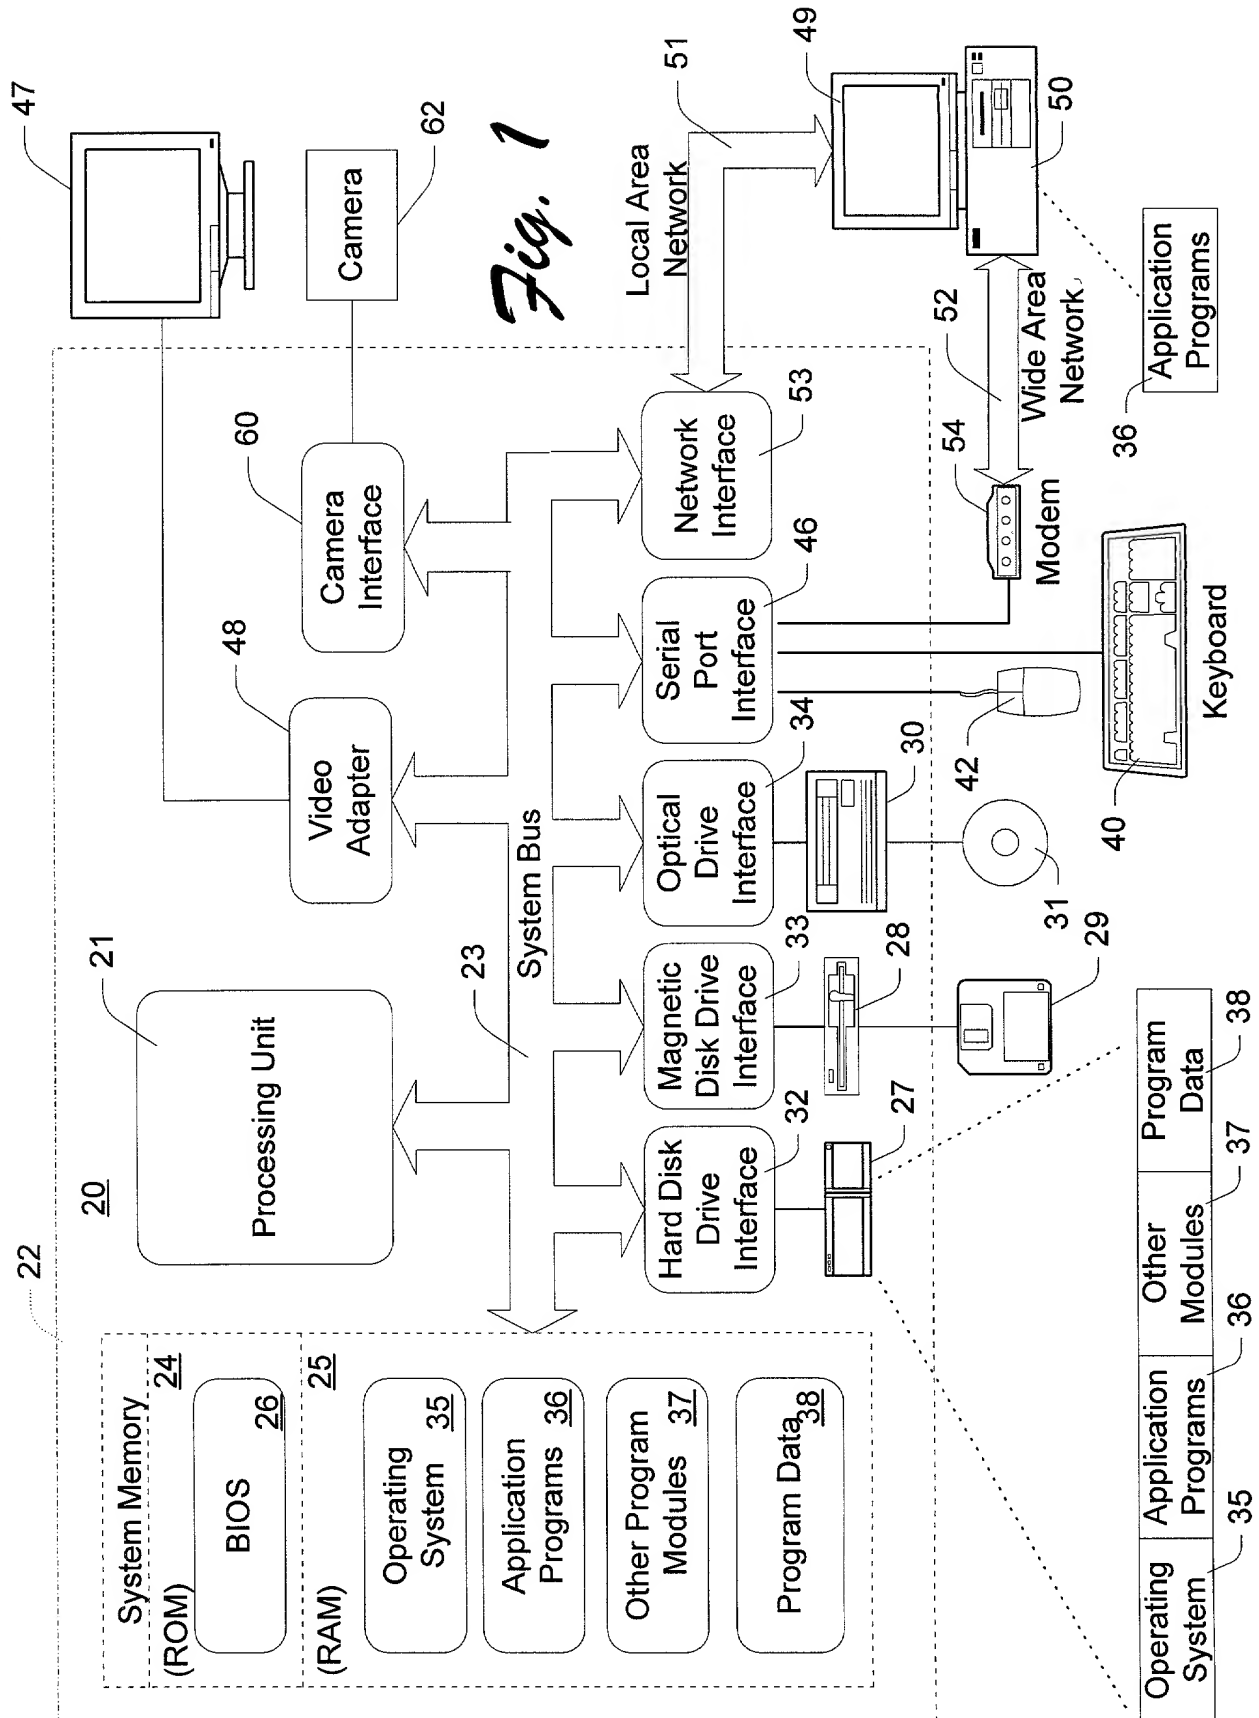 22
20
21
Processing Unit
System Memory
(ROM)
24
BIOS
26
(RAM)
25
Operating
System
35
Application
Programs
36
Other Program
Modules
37
Program Data
38
23
System Bus
48
Video
Adapter
60
Camera
Interface
47
Camera
62
Fig. 1
Hard Disk
Drive
Interface
32
Magnetic
Disk Drive
Interface
33
Optical
Drive
Interface
34
Serial
Port
Interface
46
Network
Interface
53
Local Area
Network
51
49
50
27
28
29
30
31
42
40
Keyboard
Modem
54
52
Wide Area
Network
36
Application
Programs
Operating
System
35
Application
Programs
36
Other
Modules
37
Program
Data
38